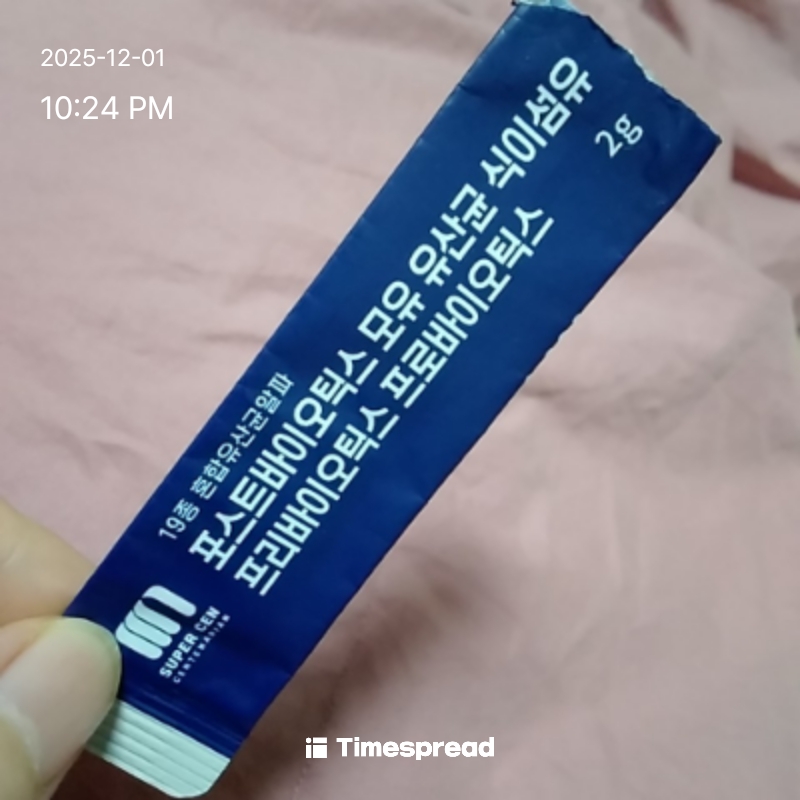 2025-12-01
10:24 PM
19종 혼합유산균알파
포스트바이오틱스 모유 유산균 식이섬유
프리바이오틱스 프로바이오틱스
2g
SUPER CEN
CENTENARIAN
Timespread